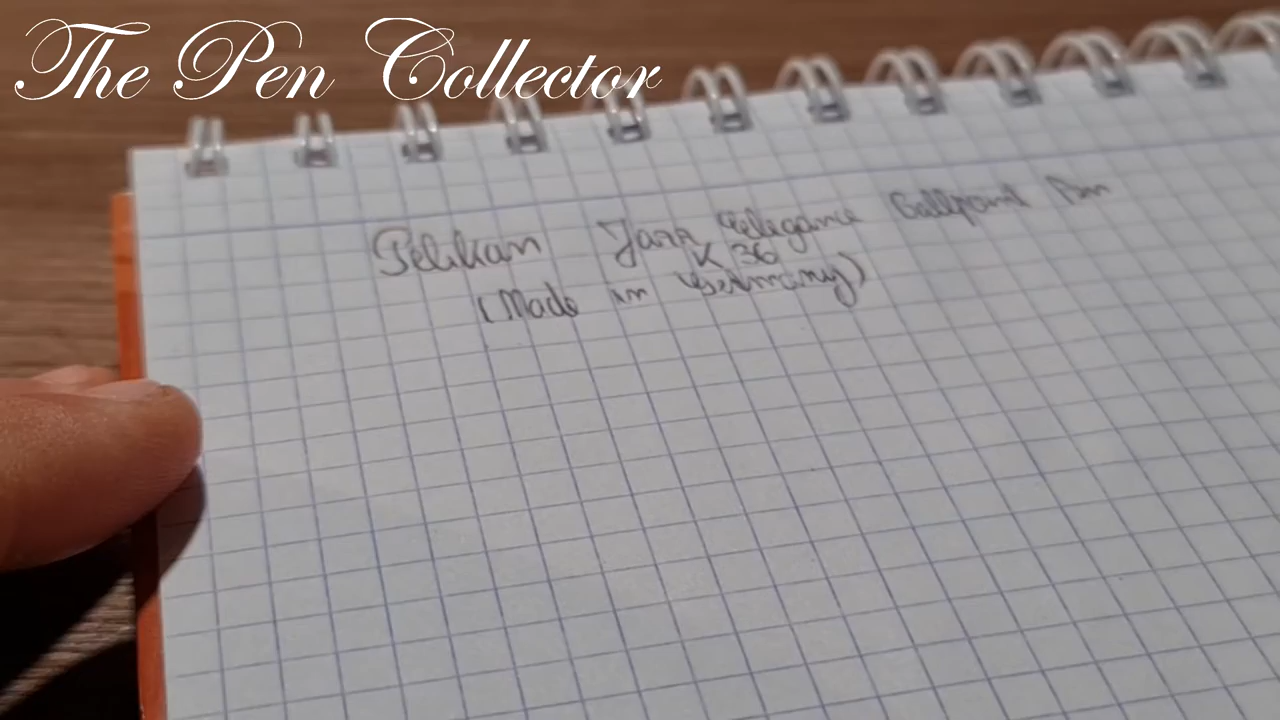 The Pen Collector
Pelikan Jazz Elegance Ballpoint Pen
K 36
(Made in Germany)